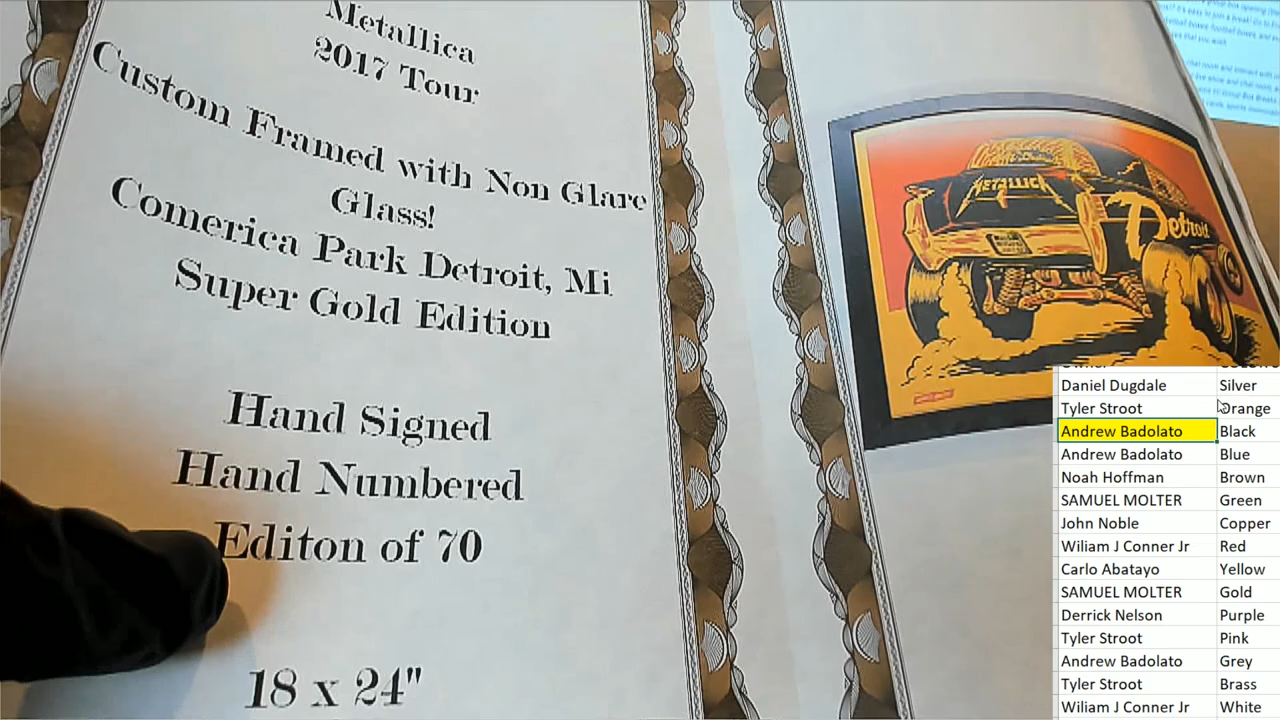 Metallica
2017 Tour
Custom Framed with Non Glare
Glass!
Comerica Park Detroit, Mi
Super Gold Edition
Hand Signed
Hand Numbered
Editon of 70
18 x 24"
METALLICA
Detroit
Daniel Dugdale Silver
Tyler Stroot Orange
Andrew Badolato Black
Andrew Badolato Blue
Noah Hoffman Brown
SAMUEL MOLTER Green
John Noble Copper
Wiliam J Conner Jr Red
Carlo Abatayo Yellow
SAMUEL MOLTER Gold
Derrick Nelson Purple
Tyler Stroot Pink
Andrew Badolato Grey
Tyler Stroot Brass
Wiliam J Conner Jr White